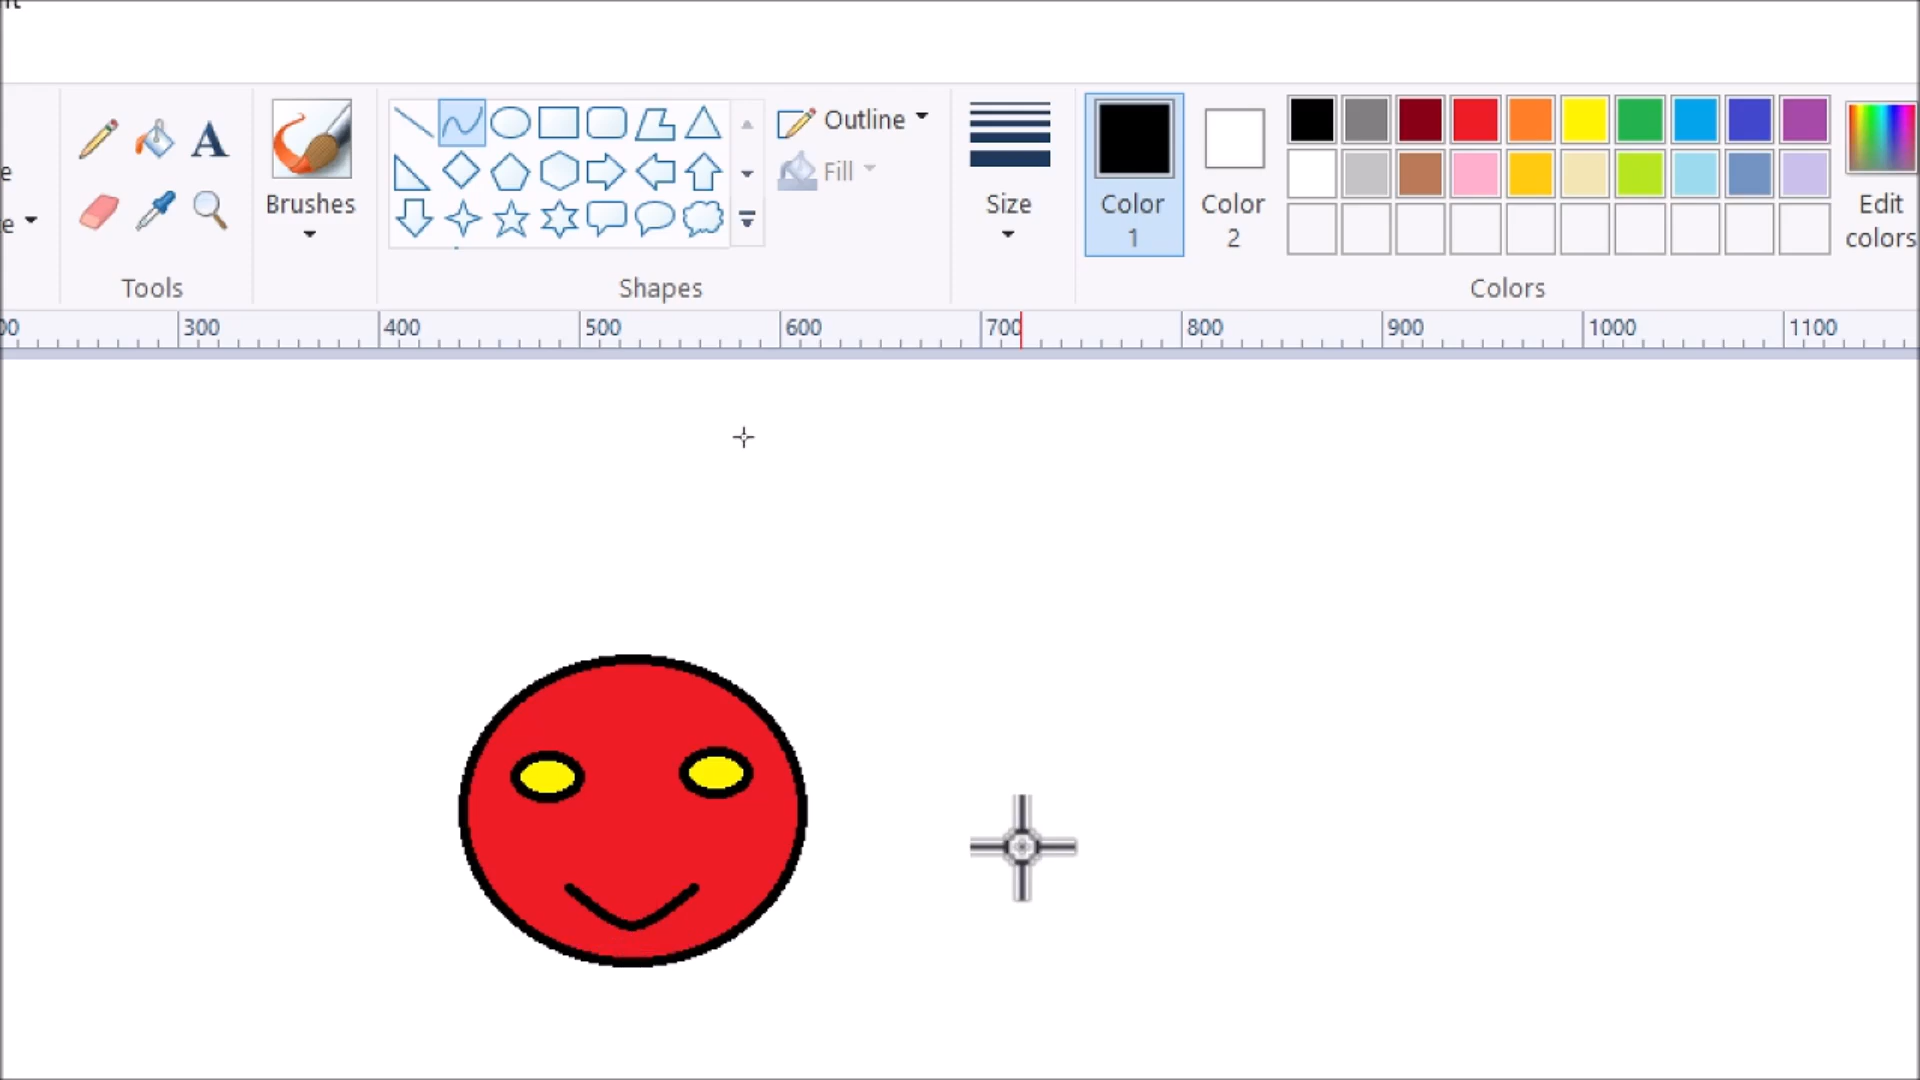 Outline
Fill
Brushes
Size
Color
1
Color
2
Edit
colors
Tools
Shapes
Colors
300
400
500
600
700
800
900
1000
1100